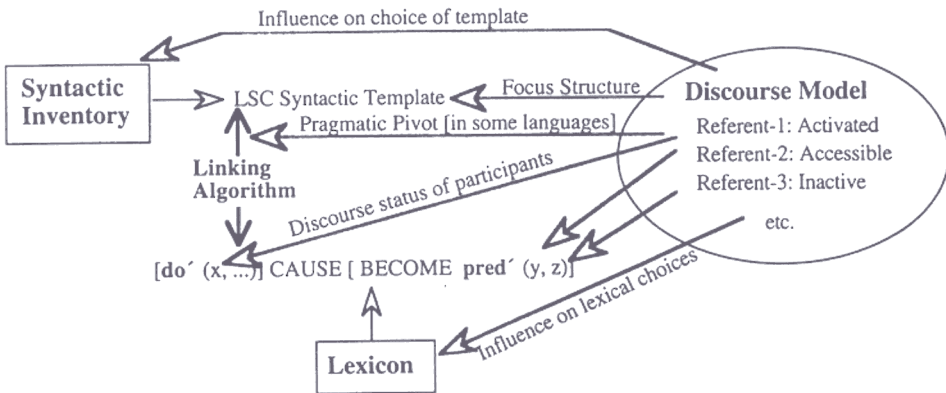 Influence on choice of template
Syntactic
Inventory
LSC Syntactic Template
Focus Structure
Discourse Model
Pragmatic Pivot [in some languages]
Referent-1: Activated
Referent-2: Accessible
Referent-3: Inactive
etc.
Linking
Algorithm
Discourse status of participants
[do´ (x, ...)] CAUSE [ BECOME pred´ (y, z)]
Influence on lexical choices
Lexicon